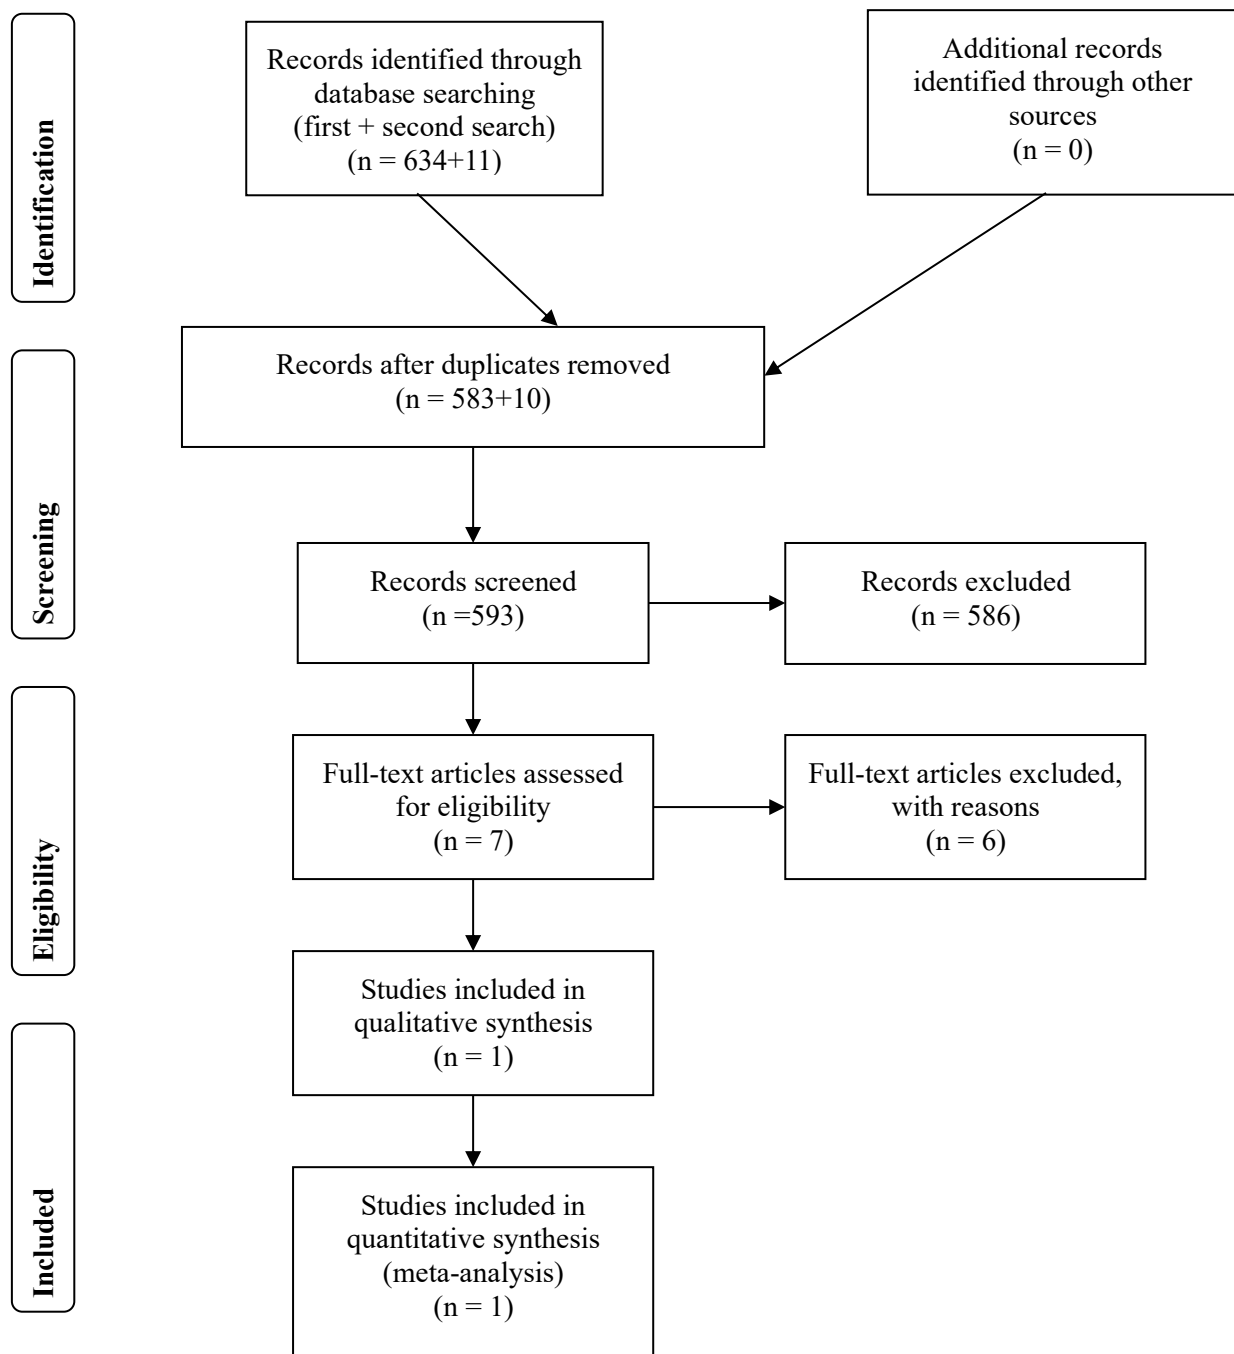 Identification
Records identified through
database searching
(first + second search)
(n = 634+11)
Additional records
identified through other
sources
(n = 0)
Screening
Records after duplicates removed
(n = 583+10)
Records screened
(n =593)
Records excluded
(n = 586)
Eligibility
Full-text articles assessed
for eligibility
(n = 7)
Full-text articles excluded,
with reasons
(n = 6)
Studies included in
qualitative synthesis
(n = 1)
Included
Studies included in
quantitative synthesis
(meta-analysis)
(n = 1)